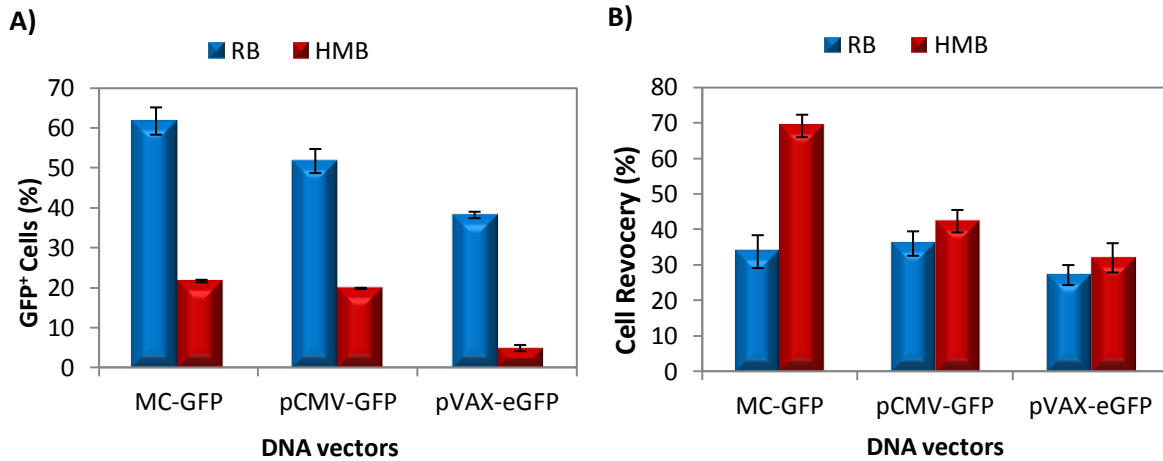 A)
RB HMB
GFP+ Cells (%)
70
60
50
40
30
20
10
0
MC-GFP pCMV-GFP pVAX-eGFP
DNA vectors
B)
RB HMB
Cell Revocery (%)
80
70
60
50
40
30
20
10
0
MC-GFP pCMV-GFP pVAX-eGFP
DNA vectors